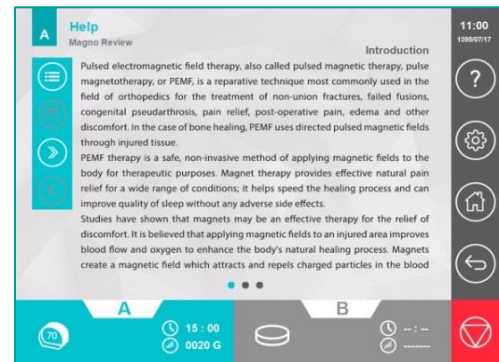 A
Help
Magno Review
11:00
1398/07/17
Introduction
Pulsed electromagnetic field therapy, also called pulsed magnetic therapy, pulse
magnetotherapy, or PEMF, is a reparative technique most commonly used in the
field of orthopedics for the treatment of non-union fractures, failed fusions,
congenital pseudarthrosis, pain relief, post-operative pain, edema and other
discomfort. In the case of bone healing, PEMF uses directed pulsed magnetic fields
through injured tissue.
PEMF therapy is a safe, non-invasive method of applying magnetic fields to the
body for therapeutic purposes. Magnet therapy provides effective natural pain
relief for a wide range of conditions; it helps speed the healing process and can
improve quality of sleep without any adverse side effects.
Studies have shown that magnets may be an effective therapy for the relief of
discomfort. It is believed that applying magnetic fields to an injured area improves
blood flow and oxygen to enhance the body's natural healing process. Magnets
create a magnetic field which attracts and repels charged particles in the blood
?
A
70
15 : 00
0020 G
B
-- : --
-------